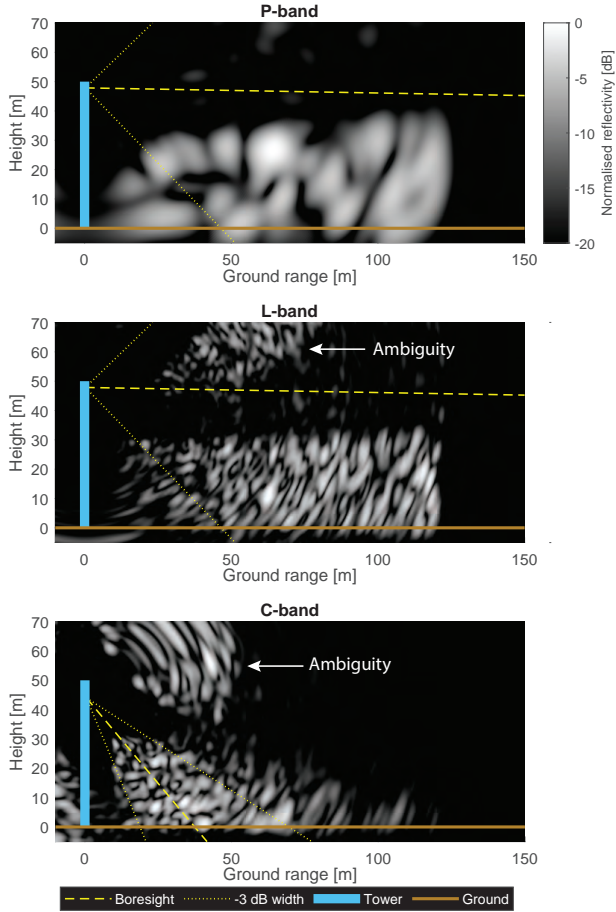 P-band
70
60
50
40
30
20
10
0
Height [m]
0 50 100 150
Ground range [m]
0
-5
-10
-15
-20
Normalised reflectivity [dB]
L-band
70
60
50
40
30
20
10
0
Height [m]
Ambiguity
0 50 100 150
Ground range [m]
C-band
70
60
50
40
30
20
10
0
Height [m]
Ambiguity
0 50 100 150
Ground range [m]
Boresight -3 dB width Tower Ground